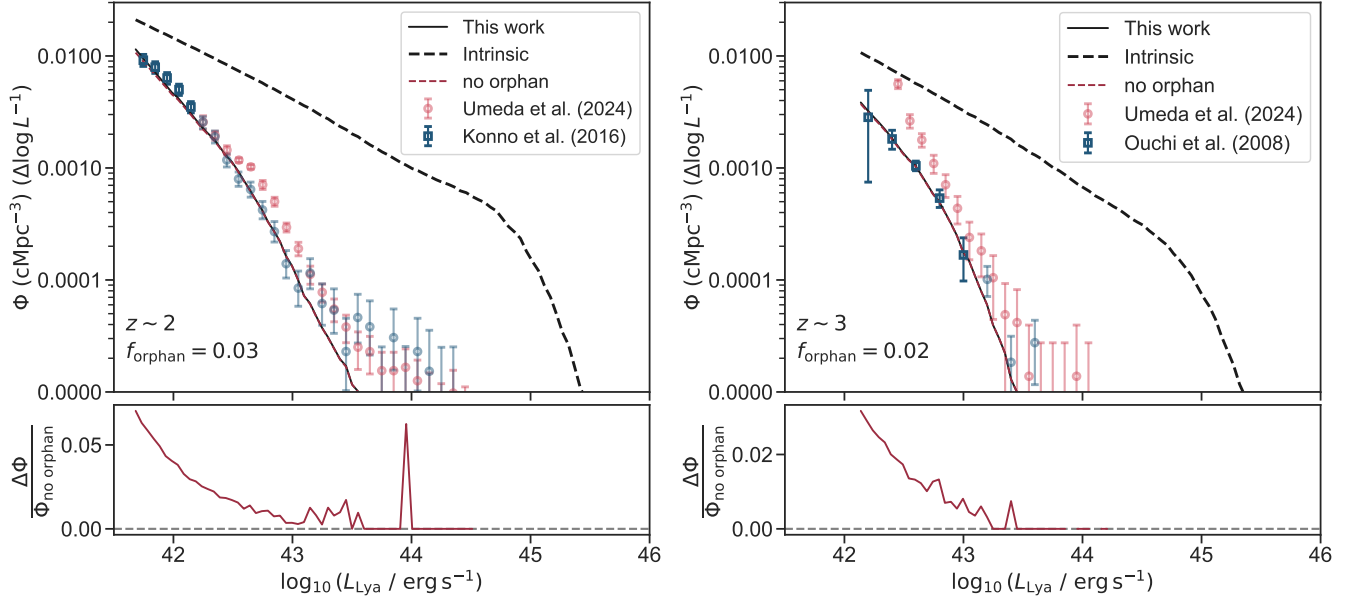 This work
Intrinsic
no orphan
Umeda et al. (2024)
Konno et al. (2016)
Φ (cMpc⁻³) (Δlog L⁻¹)
0.0100
0.0010
0.0001
0.0000
z ~ 2
f_orphan = 0.03
ΔΦ
Φ_no orphan
0.05
0.00
42 43 44 45 46
log₁₀ (L_Lya / erg s⁻¹)
This work
Intrinsic
no orphan
Umeda et al. (2024)
Ouchi et al. (2008)
Φ (cMpc⁻³) (Δlog L⁻¹)
0.0100
0.0010
0.0001
0.0000
z ~ 3
f_orphan = 0.02
ΔΦ
Φ_no orphan
0.02
0.00
42 43 44 45 46
log₁₀ (L_Lya / erg s⁻¹)